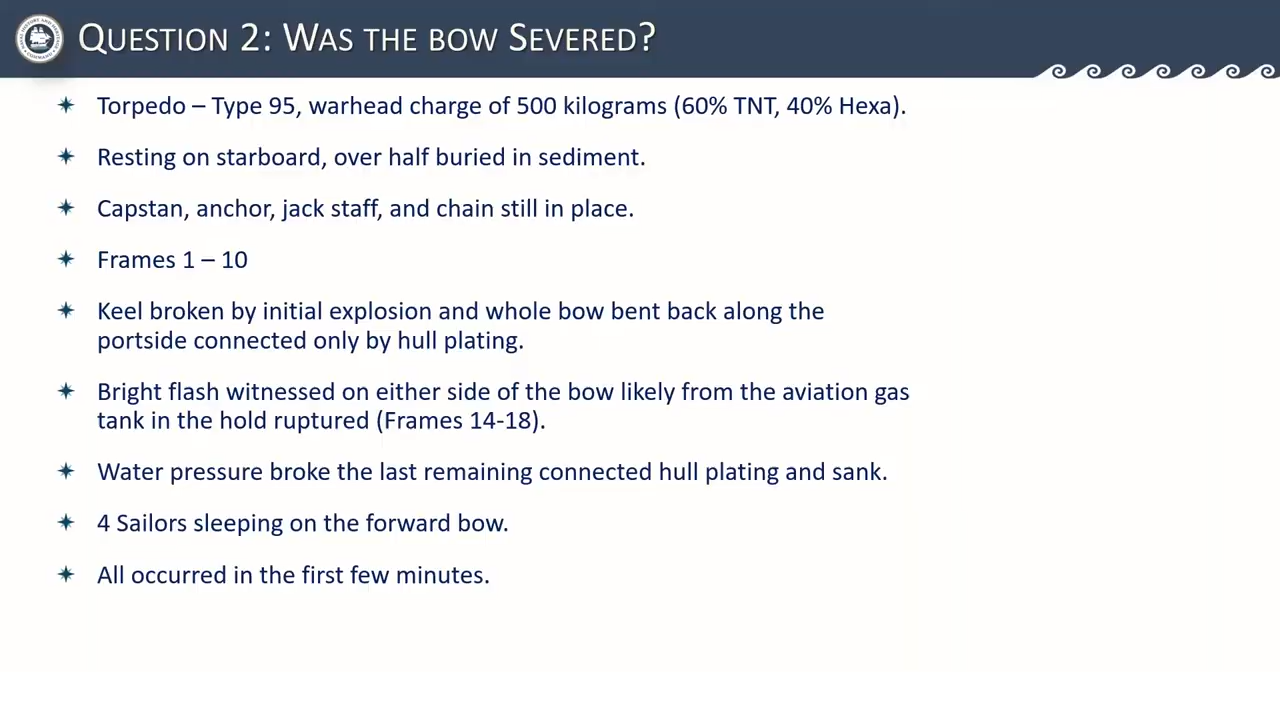 QUESTION 2: WAS THE BOW SEVERED?
Torpedo – Type 95, warhead charge of 500 kilograms (60% TNT, 40% Hexa).
Resting on starboard, over half buried in sediment.
Capstan, anchor, jack staff, and chain still in place.
Frames 1 – 10
Keel broken by initial explosion and whole bow bent back along the
portside connected only by hull plating.
Bright flash witnessed on either side of the bow likely from the aviation gas
tank in the hold ruptured (Frames 14-18).
Water pressure broke the last remaining connected hull plating and sank.
4 Sailors sleeping on the forward bow.
All occurred in the first few minutes.